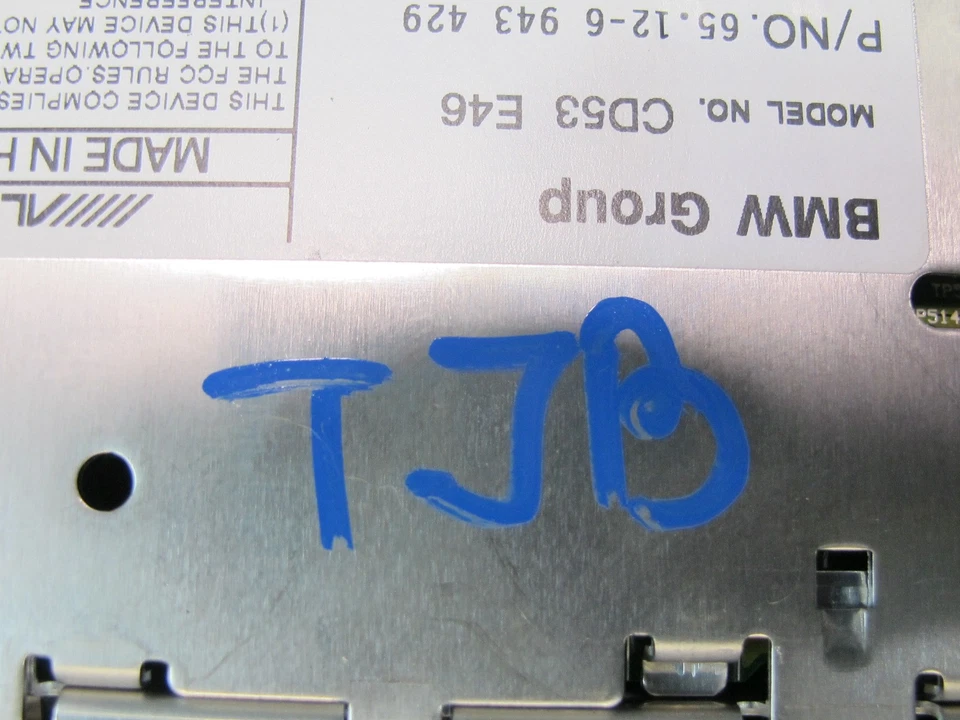 BMW Group
MODEL NO. CD53 E46
P/NO. 65.12-6 943 429
MADE IN
THIS DEVICE COMPLIES
THE FCC RULES.
TO THE FOLLOWING
(1)THIS DEVICE MAY
INTERFERENCE
TJB